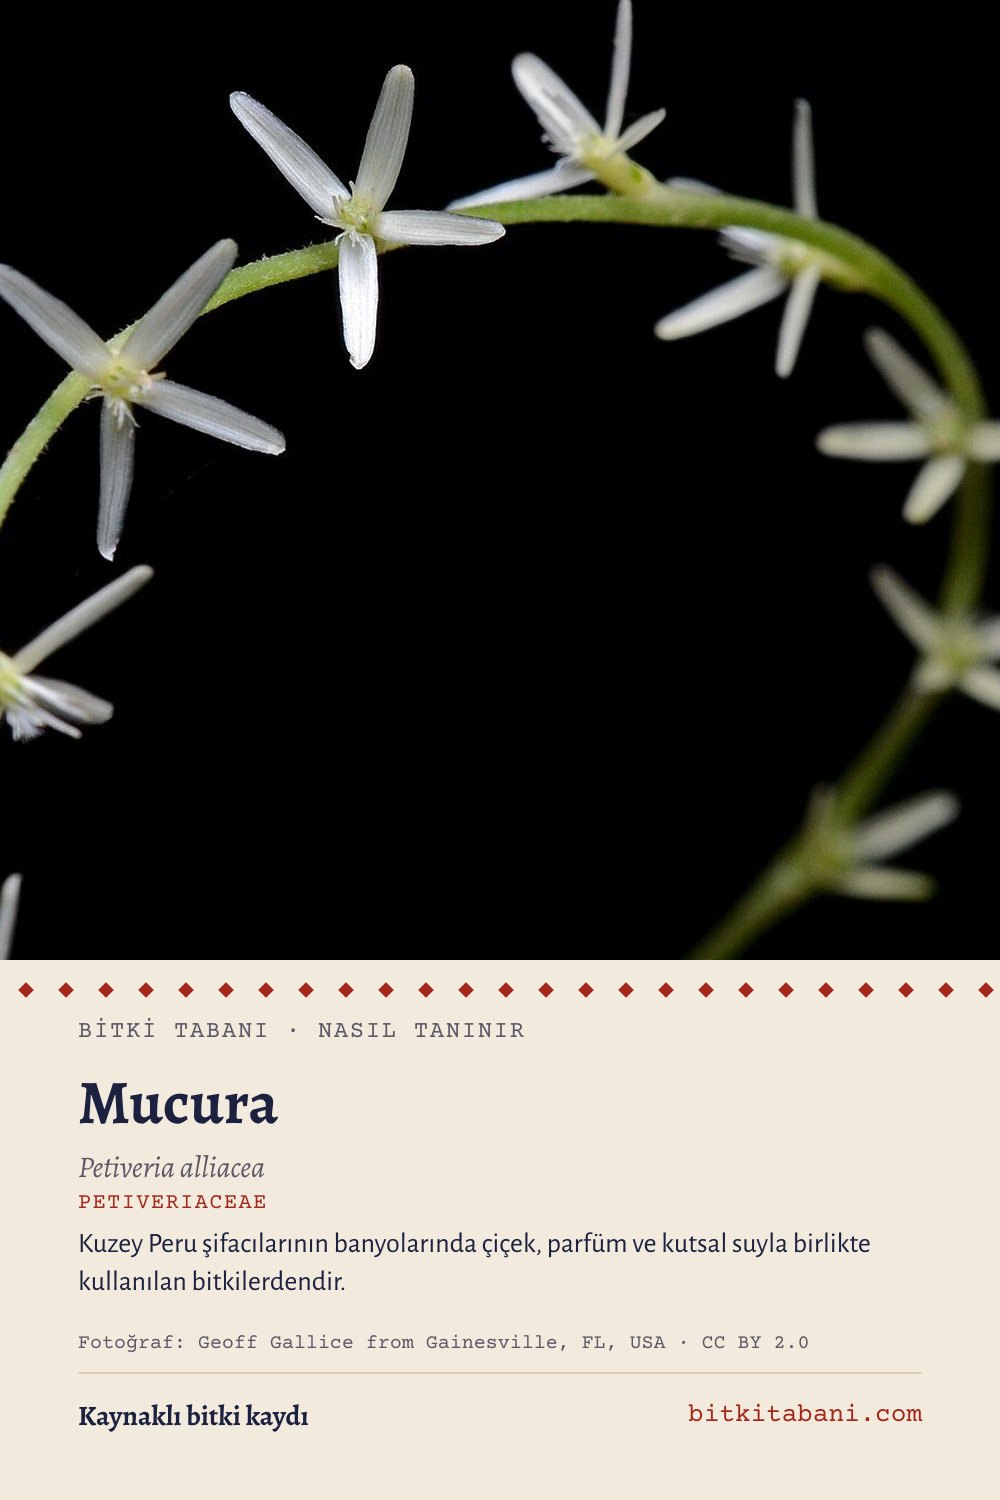 BİTKİ TABANI · NASIL TANINIR
Mucura
Petiveria alliacea
PETIVERIACEAE
Kuzey Peru şifacılarının banyolarında çiçek, parfüm ve kutsal suyla birlikte
kullanılan bitkilerdendir.
Fotoğraf: Geoff Gallice from Gainesville, FL, USA · CC BY 2.0
Kaynaklı bitki kaydı
bitkitabani.com